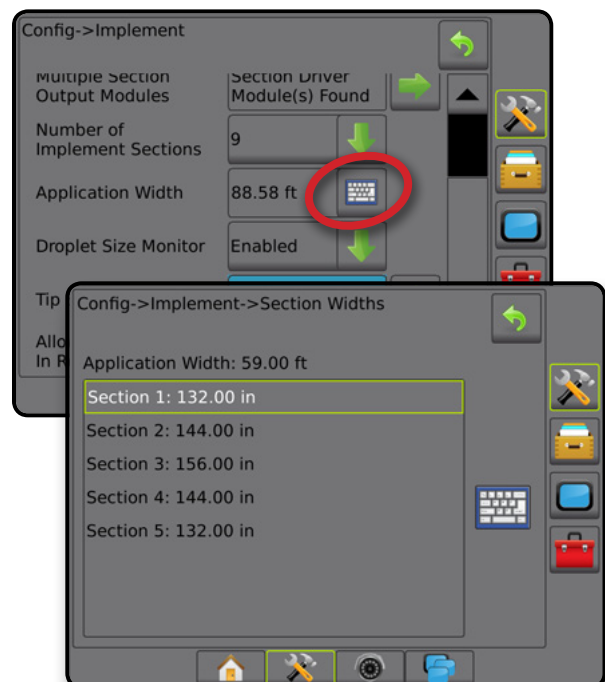 Config->Implement
Multiple Section
Output Modules
Section Driver
Module(s) Found
Number of
Implement Sections
9
Application Width
88.58 ft
Droplet Size Monitor
Enabled
Tip
Allo
In R
Config->Implement->Section Widths
Application Width: 59.00 ft
Section 1: 132.00 in
Section 2: 144.00 in
Section 3: 156.00 in
Section 4: 144.00 in
Section 5: 132.00 in